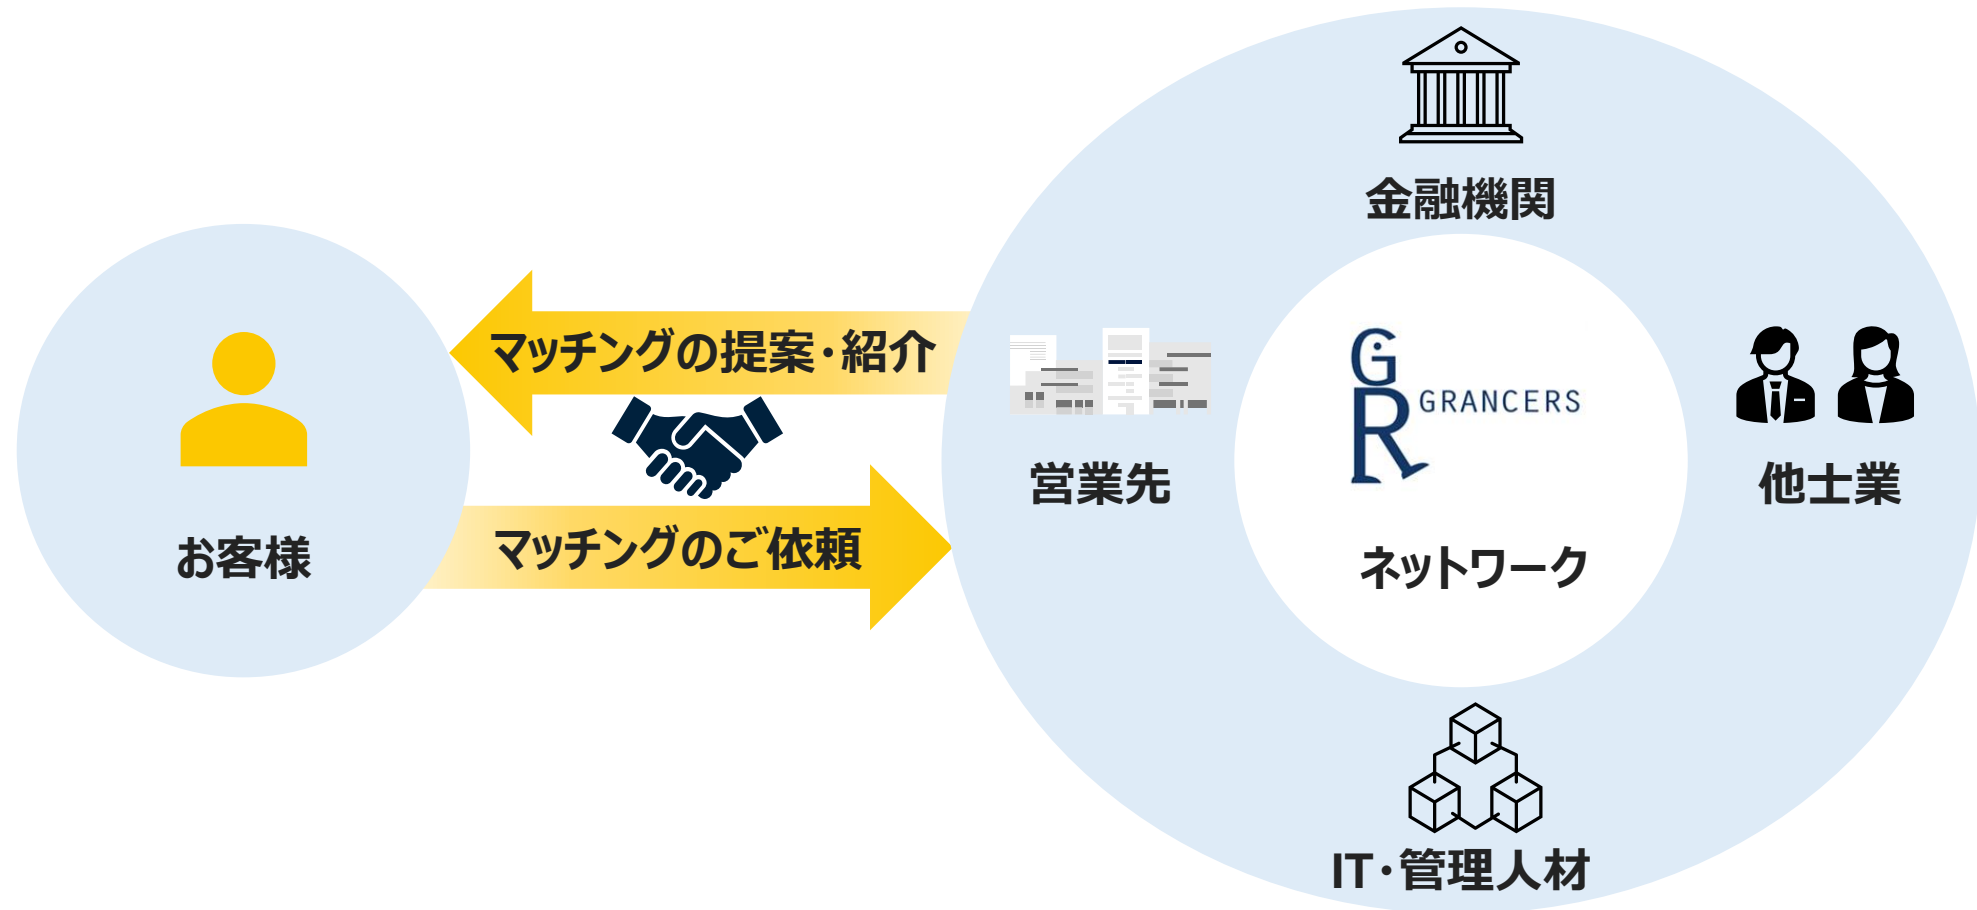 金融機関
マッチングの提案・紹介
GR
GRANCERS
営業先
他士業
マッチングのご依頼
お客様
ネットワーク
IT・管理人材